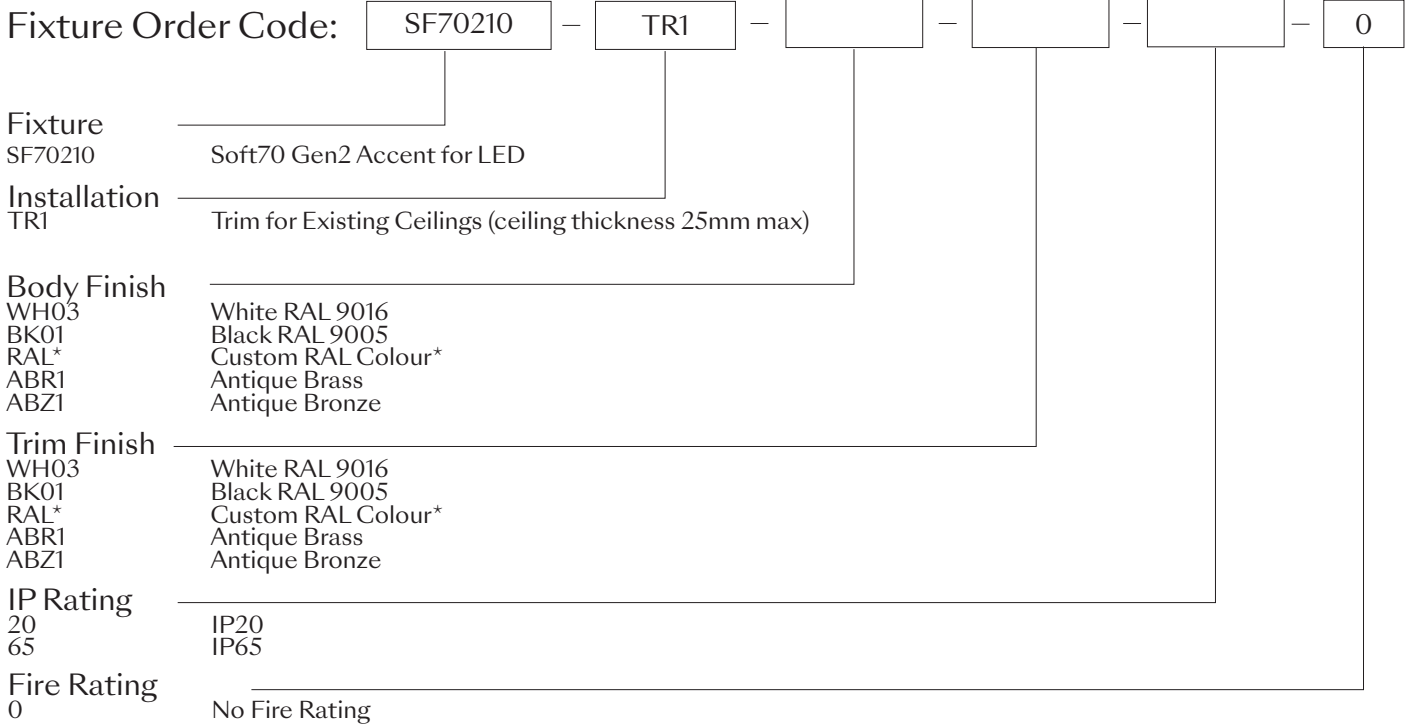 Fixture Order Code: SF70210 – TR1 – – – – 0
Fixture
SF70210 Soft70 Gen2 Accent for LED
Installation
TR1 Trim for Existing Ceilings (ceiling thickness 25mm max)
Body Finish
WH03 White RAL 9016
BK01 Black RAL 9005
RAL* Custom RAL Colour*
ABR1 Antique Brass
ABZ1 Antique Bronze
Trim Finish
WH03 White RAL 9016
BK01 Black RAL 9005
RAL* Custom RAL Colour*
ABR1 Antique Brass
ABZ1 Antique Bronze
IP Rating
20 IP20
65 IP65
Fire Rating
0 No Fire Rating